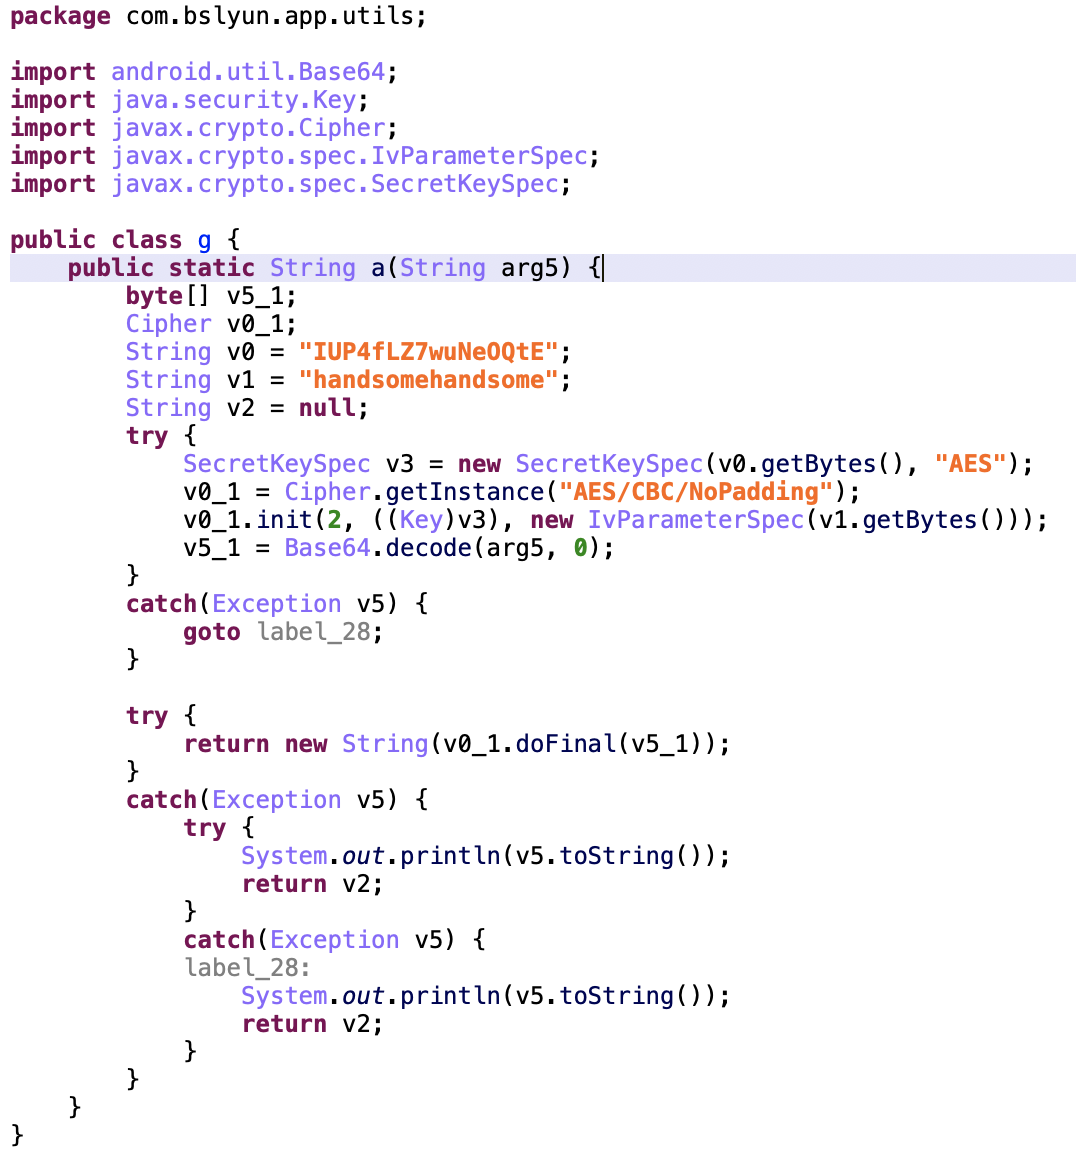 package com.bslyun.app.utils;
import android.util.Base64;
import java.security.Key;
import javax.crypto.Cipher;
import javax.crypto.spec.IvParameterSpec;
import javax.crypto.spec.SecretKeySpec;
public class g {
    public static String a(String arg5) {
        byte[] v5_1;
        Cipher v0_1;
        String v0 = "IUP4fLZ7wuNeOQtE";
        String v1 = "handsomehandsome";
        String v2 = null;
        try {
            SecretKeySpec v3 = new SecretKeySpec(v0.getBytes(), "AES");
            v0_1 = Cipher.getInstance("AES/CBC/NoPadding");
            v0_1.init(2, ((Key)v3), new IvParameterSpec(v1.getBytes()));
            v5_1 = Base64.decode(arg5, 0);
        }
        catch(Exception v5) {
            goto label_28;
        }
        try {
            return new String(v0_1.doFinal(v5_1));
        }
        catch(Exception v5) {
            try {
                System.out.println(v5.toString());
                return v2;
            }
            catch(Exception v5) {
            label_28:
                System.out.println(v5.toString());
                return v2;
            }
        }
    }
}